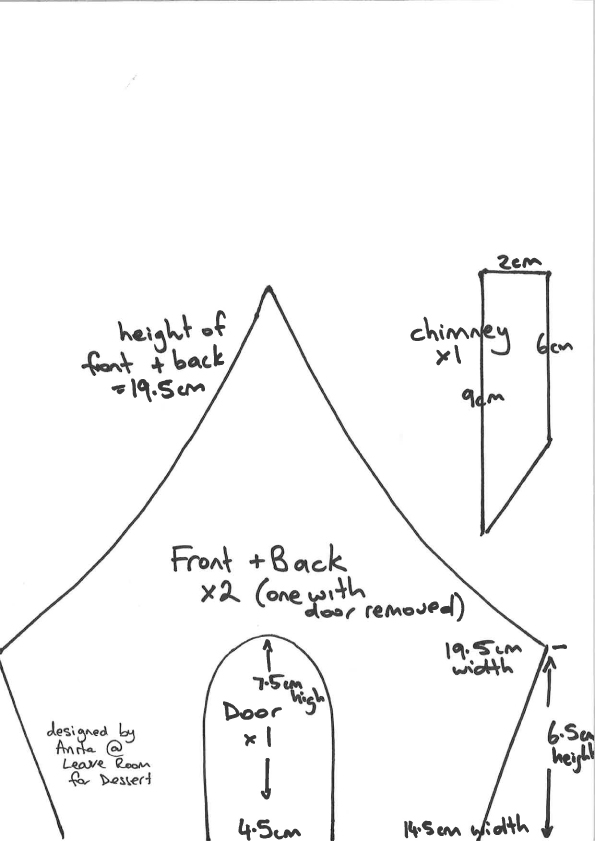 2cm
chimney
x1
6cm
9cm
height of
front + back
=19.5cm
Front + Back
x2 (one with
door removed)
19.5cm
width
7.5cm
high
Door
x1
4.5cm
6.5cm
height
14.5cm width
designed by
Anita @
Leave Room
for Dessert